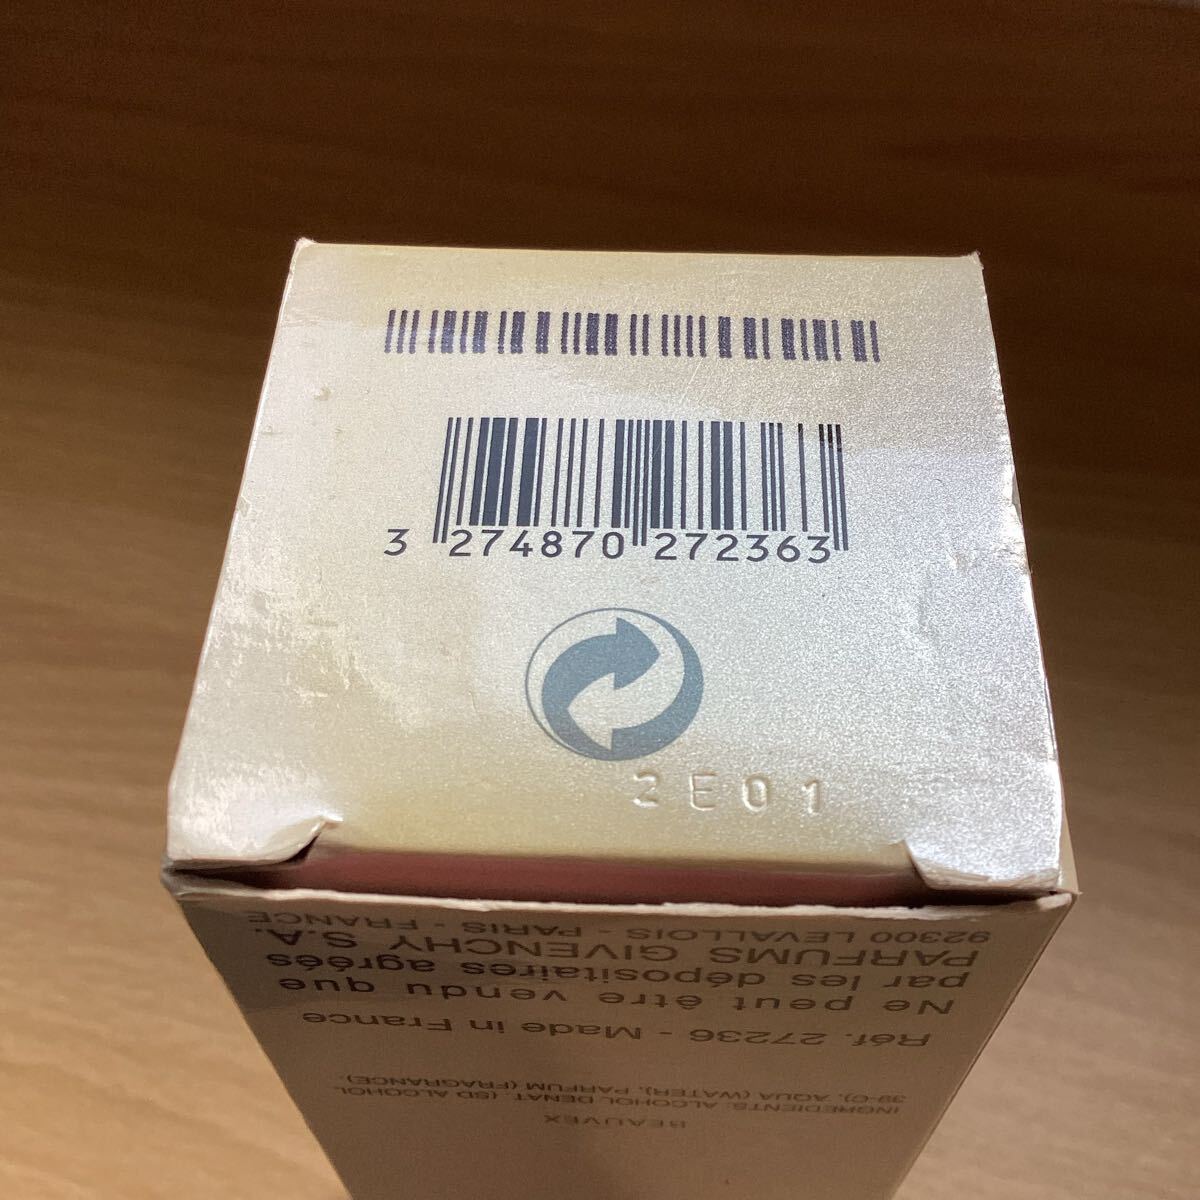 3 274870 272363
2E01
BEAUVEX
INGREDIENTS: ALCOHOL DENAT. (SD ALCOHOL
39-C), AQUA (WATER), PARFUM (FRAGRANCE).
Réf. 27236 - Made in France
Ne peut être vendu que
par les dépositaires agréés
PARFUMS GIVENCHY S.A.
92300 LEVALLOIS - PARIS - FRANCE